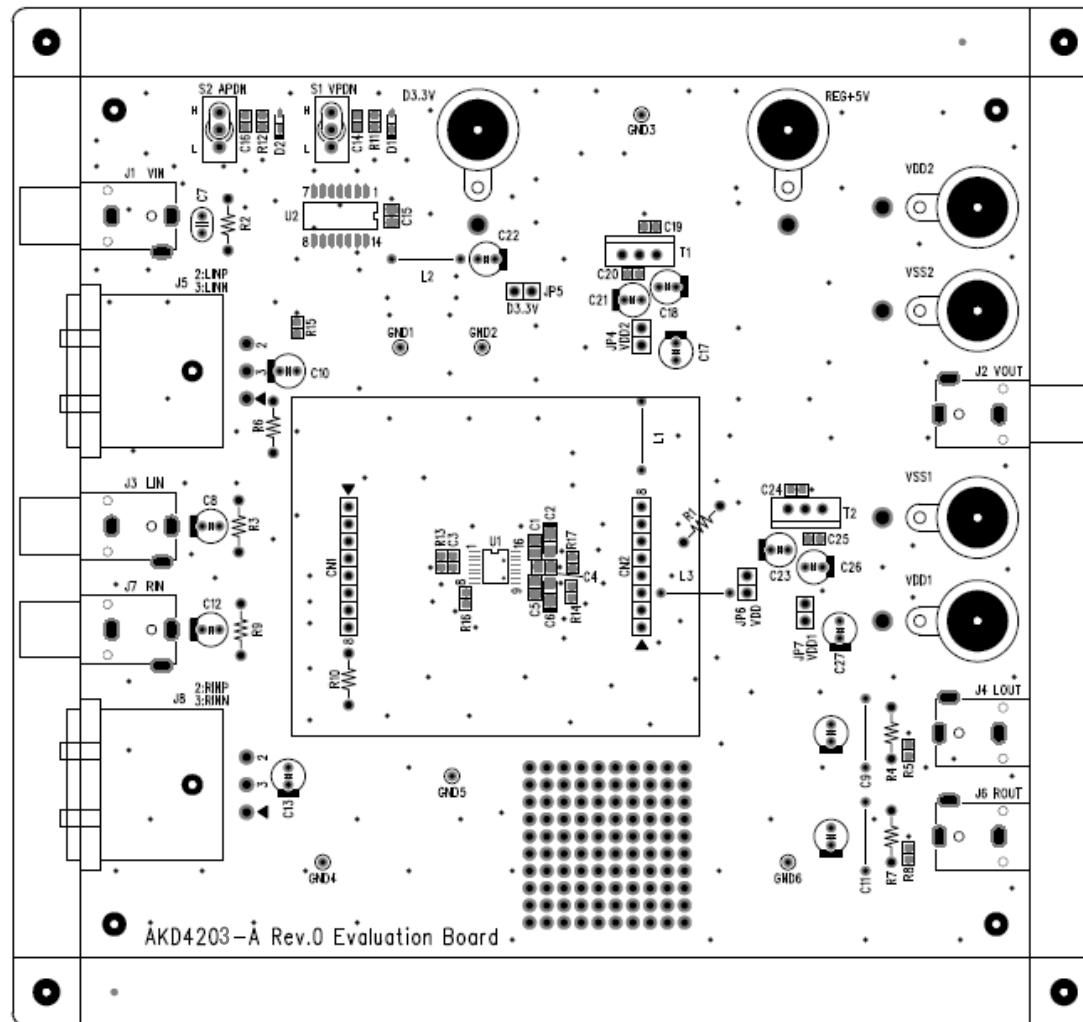 S2 APDN
S1 VPDN
D3.3V
REG+5V
H
L
C16
R12
D2
H
L
C14
R11
D1
GND3
J1 VIN
C7
R2
7
1
U2
C15
8
14
VDD2
C22
L2
C19
T1
C20
C21
C18
JP5
D3.3V
J5
2:LINP
3:LINN
VSS2
R15
GND1
GND2
JP4
VDD2
C17
2
3
C10
J2 VOUT
R6
L1
J3 LIN
C8
R3
8
R1
C24
T2
VSS1
CN1
R13
C3
1
U1
16
C1
C2
R17
CN2
C25
C23
C26
J7 RIN
C12
R9
8
R16
9
C5
C6
C4
R14
L3
JP6
VDD
VDD1
JP7
VDD1
C27
R10
J8
2:RINP
3:RINN
J4 LOUT
2
3
C13
GND5
C9
R4
R5
J6 ROUT
GND4
GND6
C11
R7
R8
AKD4203-A Rev.0 Evaluation Board